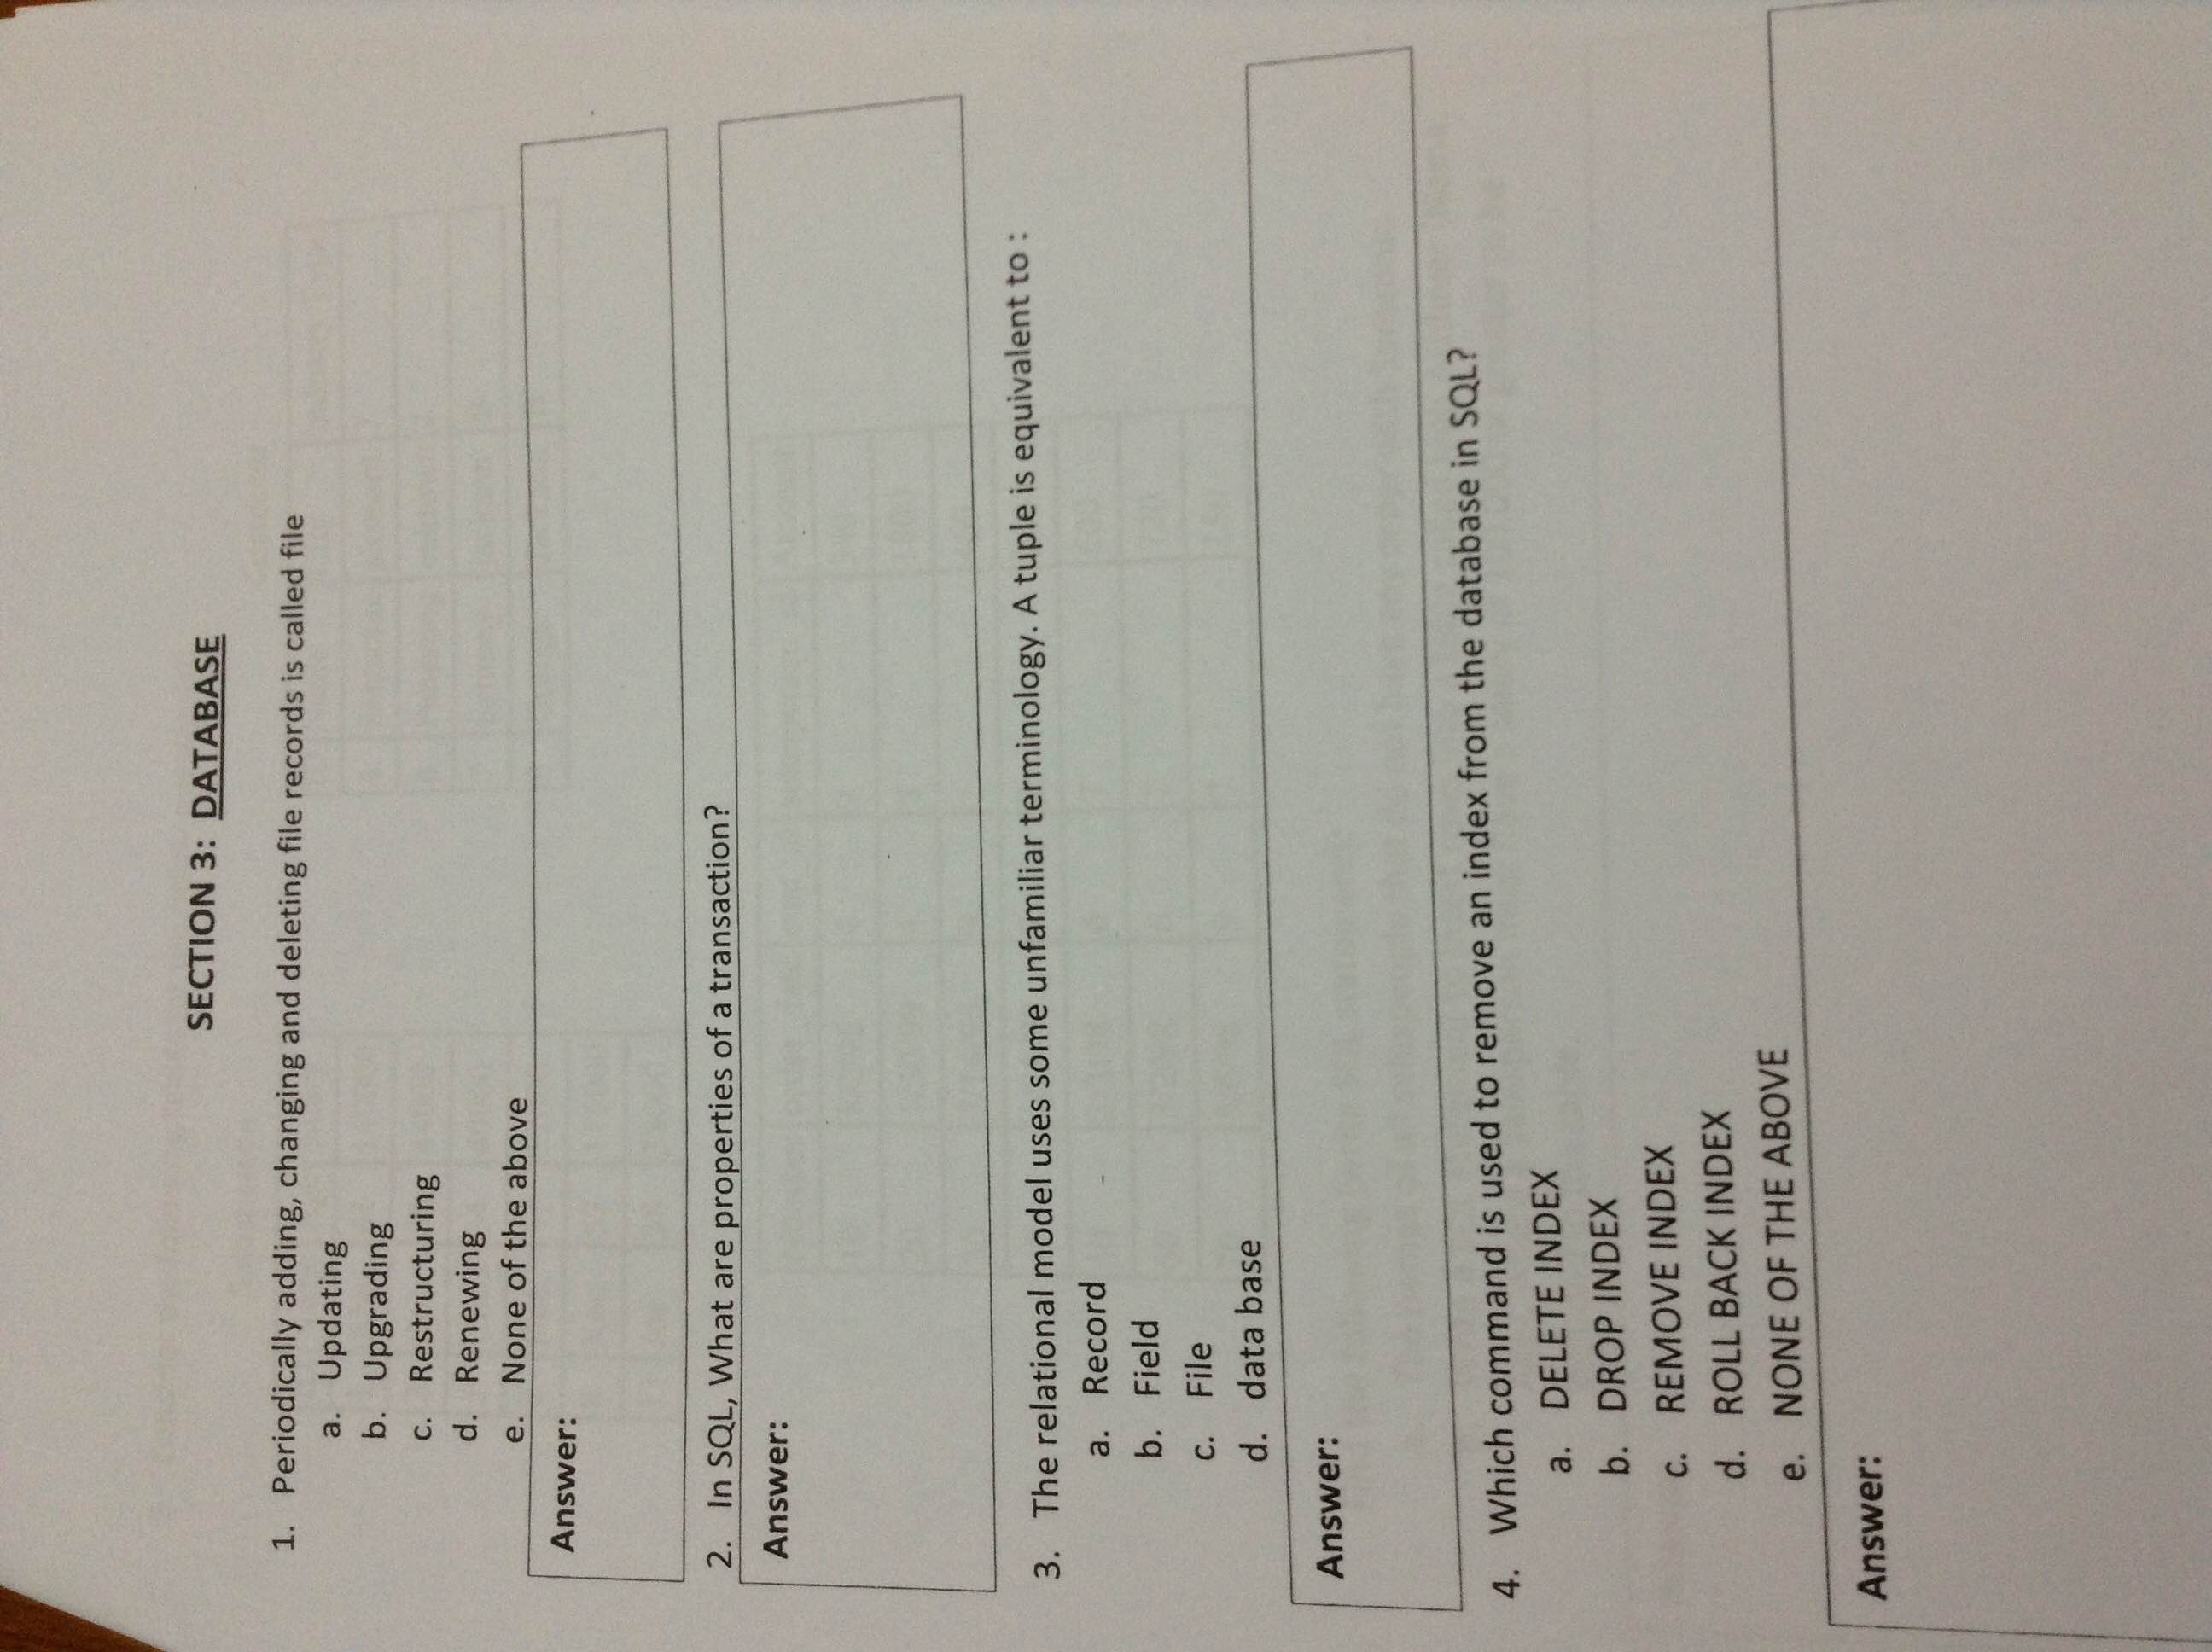 SECTION 3: DATABASE
1. Periodically adding, changing and deleting file records is called file
a. Updating
b. Upgrading
c. Restructuring
d. Renewing
e. None of the above
Answer:
2. In SQL, What are properties of a transaction?
Answer:
3. The relational model uses some unfamiliar terminology. A tuple is equivalent to :
a. Record
b. Field
c. File
d. data base
Answer:
4. Which command is used to remove an index from the database in SQL?
a. DELETE INDEX
b. DROP INDEX
c. REMOVE INDEX
d. ROLL BACK INDEX
e. NONE OF THE ABOVE
Answer: